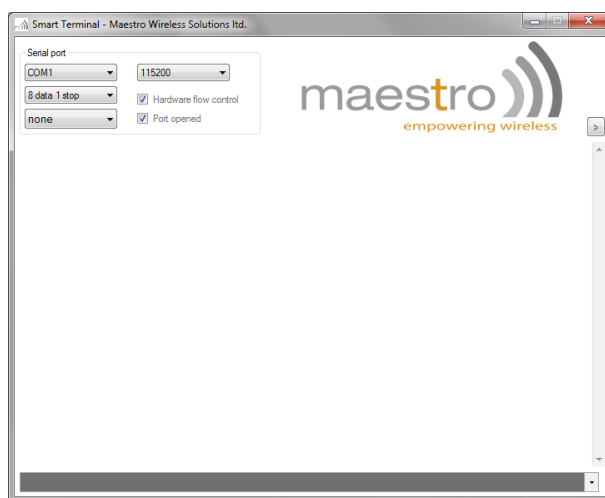 Smart Terminal - Maestro Wireless Solutions ltd.
Serial port
COM1
115200
8 data 1 stop
Hardware flow control
none
Port opened
maestro
empowering wireless
>